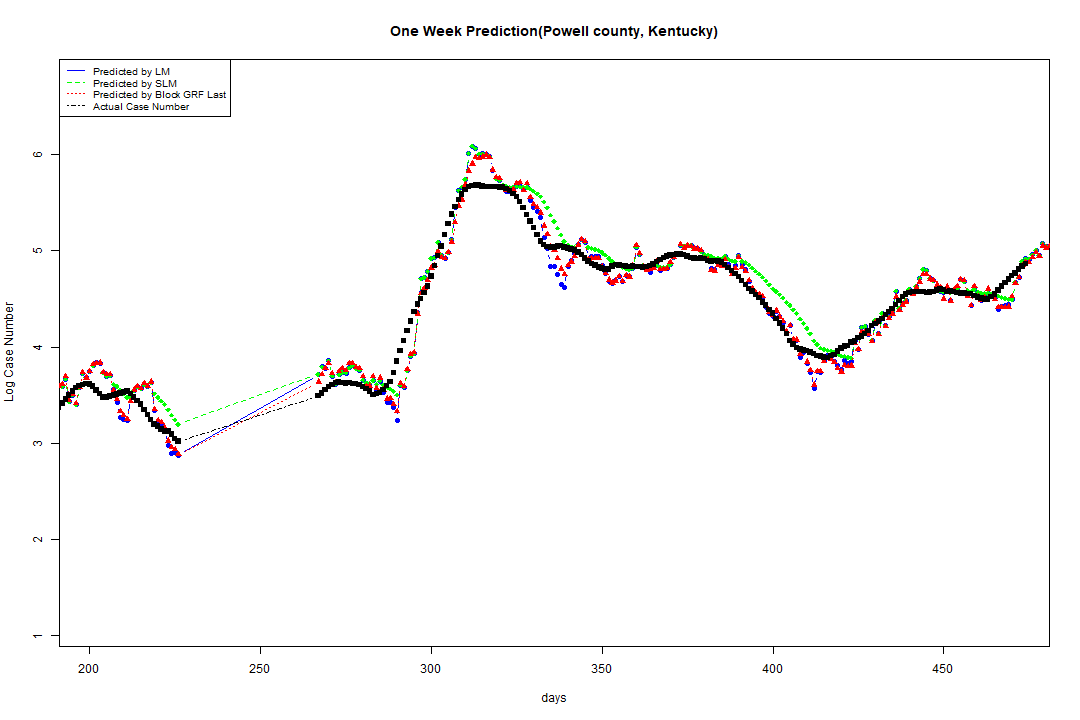 One Week Prediction(Powell county, Kentucky)
Predicted by LM
Predicted by SLM
Predicted by Block GRF Last
Actual Case Number
6
5
4
3
2
1
Log Case Number
200 250 300 350 400 450
days